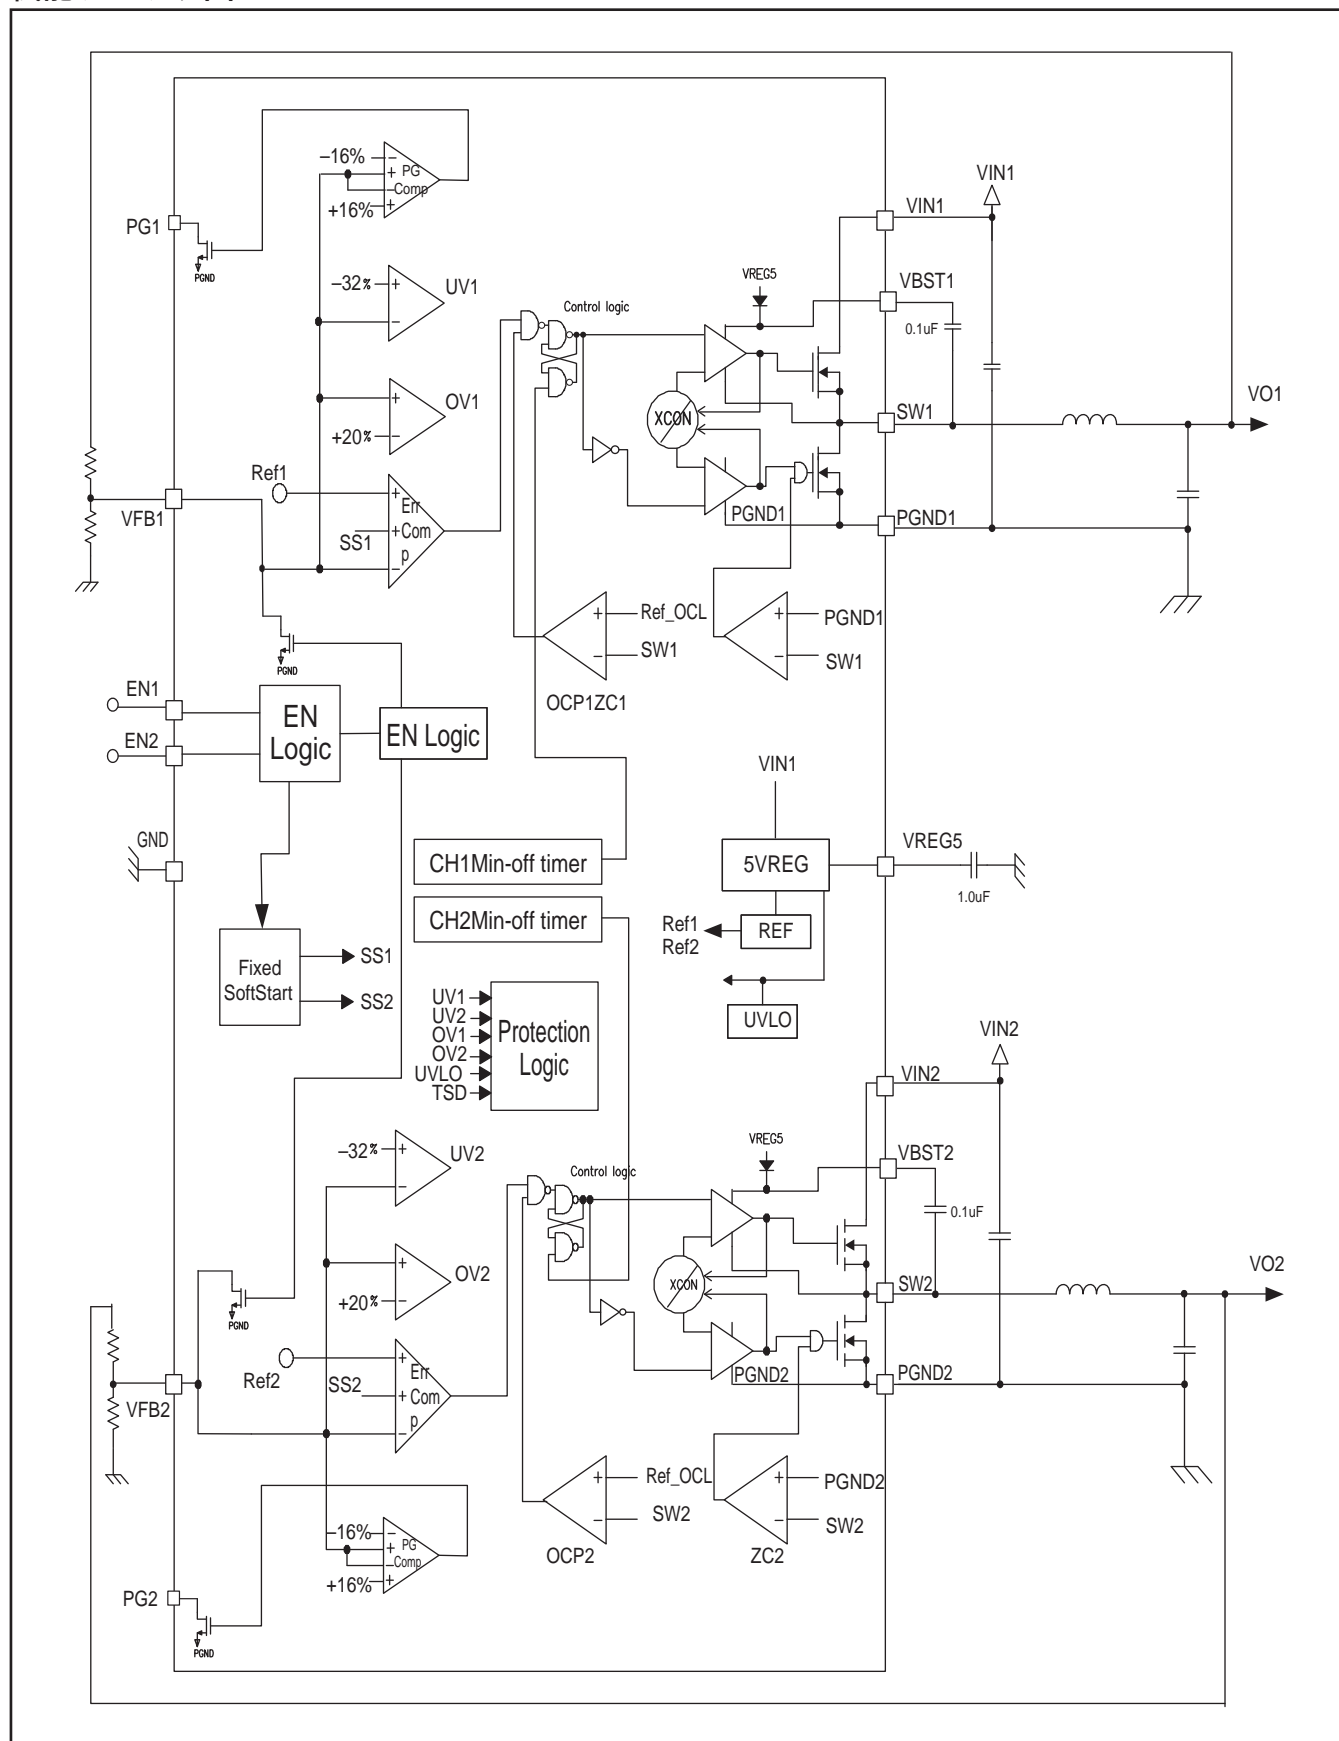 VIN1
–16%
PG
Comp
+16%
PG1
PGND
VIN1
VREG5
VBST1
–32%
UV1
Control logic
0.1uF
OV1
XCON
SW1
VO1
+20%
Ref1
Err
Com
p
VFB1
SS1
PGND1
PGND1
Ref_OCL
PGND1
SW1
SW1
PGND
OCP1ZC1
EN1
EN
Logic
EN Logic
EN2
VIN1
GND
CH1Min-off timer
5VREG
VREG5
1.0uF
CH2Min-off timer
Ref1
Ref2
REF
Fixed
SoftStart
SS1
SS2
UV1
UV2
OV1
OV2
UVLO
TSD
Protection
Logic
UVLO
VIN2
VIN2
–32%
UV2
VREG5
VBST2
Control logic
0.1uF
OV2
XCON
SW2
VO2
+20%
PGND
Ref2
Err
Com
p
SS2
VFB2
PGND2
PGND2
Ref_OCL
PGND2
SW2
SW2
OCP2
ZC2
–16%
PG
Comp
+16%
PG2
PGND